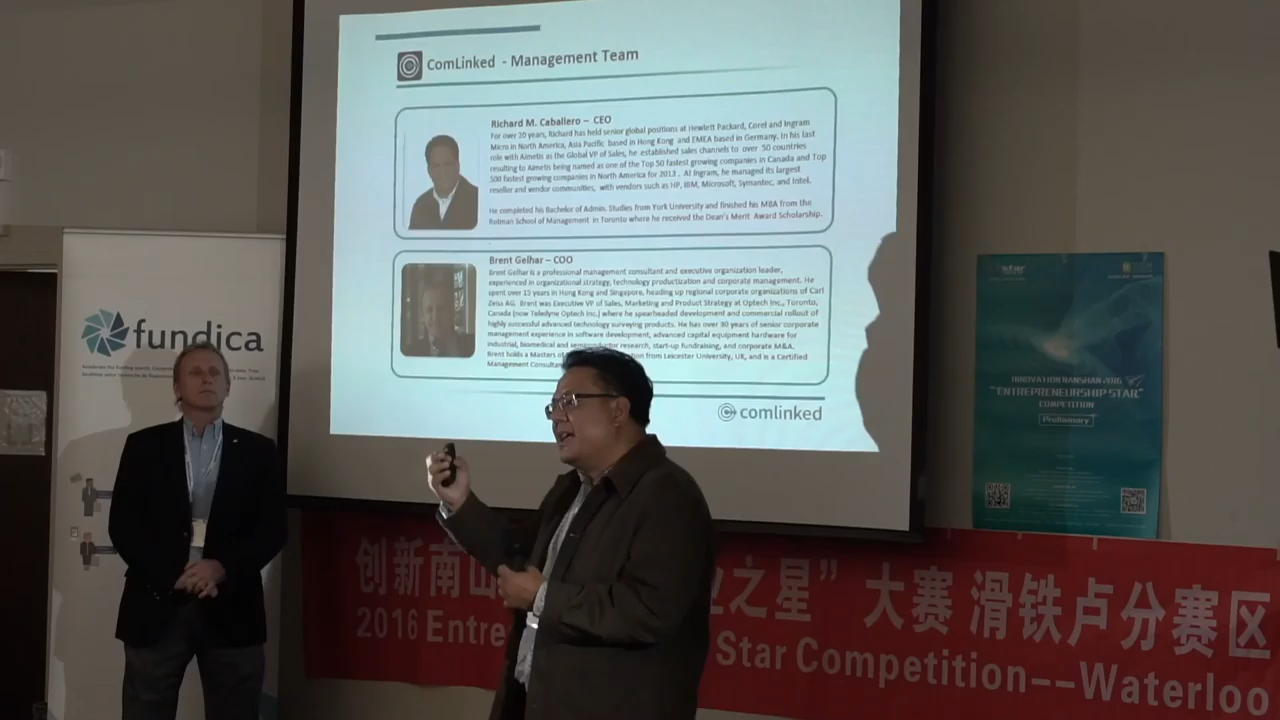 ComLinked - Management Team
Richard M. Caballero – CEO
For over 20 years, Richard has held senior global positions at Hewlett Packard, Corel and Ingram
Micro in North America, Asia Pacific based in Hong Kong and EMEA based in Germany. In his last
role with Aimetis as the Global VP of Sales, he established sales channels to over 50 countries
resulting to Aimetis being named as one of the Top 50 fastest growing companies in Canada and Top
500 fastest growing companies in North America for 2013. At Ingram, he managed its largest
reseller and vendor communities, with vendors such as HP, IBM, Microsoft, Symantec, and Intel.
He completed his Bachelor of Admin. Studies from York University and finished his MBA from the
Rotman School of Management in Toronto where he received the Dean's Merit Award Scholarship.
Brent Gelhar – COO
Brent Gelhar is a professional management consultant and executive organization leader,
experienced in organizational strategy, technology productization and corporate management. He
spent over 15 years in Hong Kong and Singapore, heading up regional corporate organizations of Carl
Zeiss AG. Brent was Executive VP of Sales, Marketing and Product Strategy at Optech Inc., Toronto,
Canada (now Teledyne Optech Inc.) where he spearheaded development and commercial rollout of
highly successful advanced technology surveying products. He has over 30 years of senior corporate
management experience in software development, advanced capital equipment hardware for
industrial, biomedical and semiconductor research, start-up fundraising, and corporate M&A.
Brent holds a Masters of from Leicester University, UK, and is a Certified
Management Consultan
comlinked
fundica
star
INNOVATION NANSHAN 2016
"ENTREPRENEURSHIP STAR"
COMPETITION
Preliminary
创新南山 业之星”大赛 滑铁卢分赛区
2016 Entre Star Competition--Waterloo